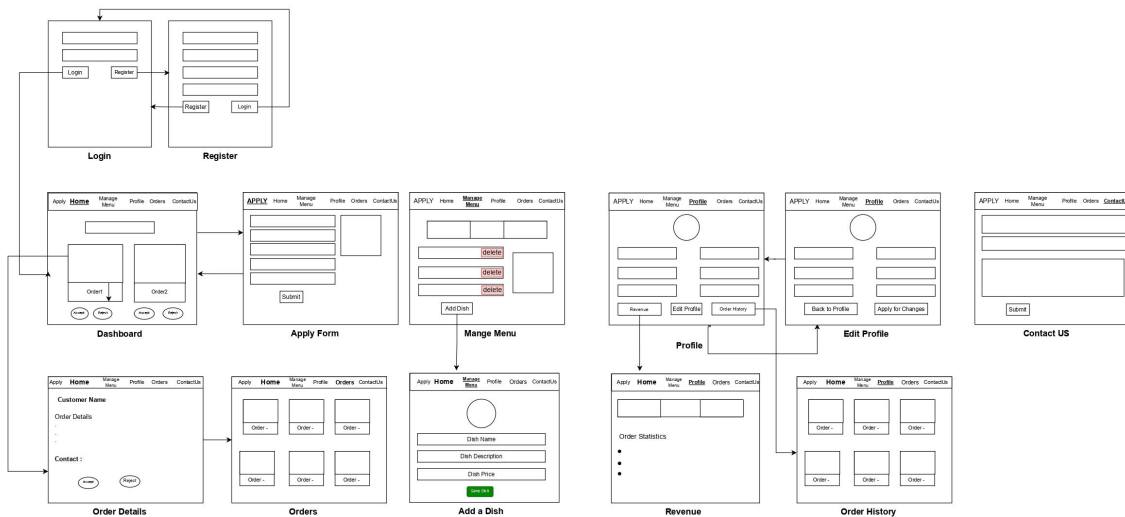 Login
Register
Register
Login
Login
Register
Apply Home Manage Menu Profile Orders ContactUs
Order1
Order2
Accept
Reject
Accept
Reject
Dashboard
APPLY Home Manage Menu Profile Orders ContactUs
Submit
Apply Form
APPLY Home Manage Menu Profile Orders ContactUs
delete
delete
delete
Add Dish
Mange Menu
APPLY Home Manage Menu Profile Orders ContactUs
Revenue
Edit Profile
Order History
Profile
APPLY Home Manage Menu Profile Orders ContactUs
Back to Profile
Apply for Changes
Edit Profile
APPLY Home Manage Menu Profile Orders ContactUs
Submit
Contact US
Apply Home Manage Menu Profile Orders ContactUs
Customer Name
Order Details
Contact :
Accept
Reject
Order Details
Apply Home Manage Menu Profile Orders ContactUs
Order - Order - Order -
Order - Order - Order -
Orders
Apply Home Manage Menu Profile Orders ContactUs
Dish Name
Dish Description
Dish Price
Save Dish
Add a Dish
Apply Home Manage Menu Profile Orders ContactUs
Order Statistics
Revenue
Apply Home Manage Menu Profile Orders ContactUs
Order - Order - Order -
Order - Order - Order -
Order History